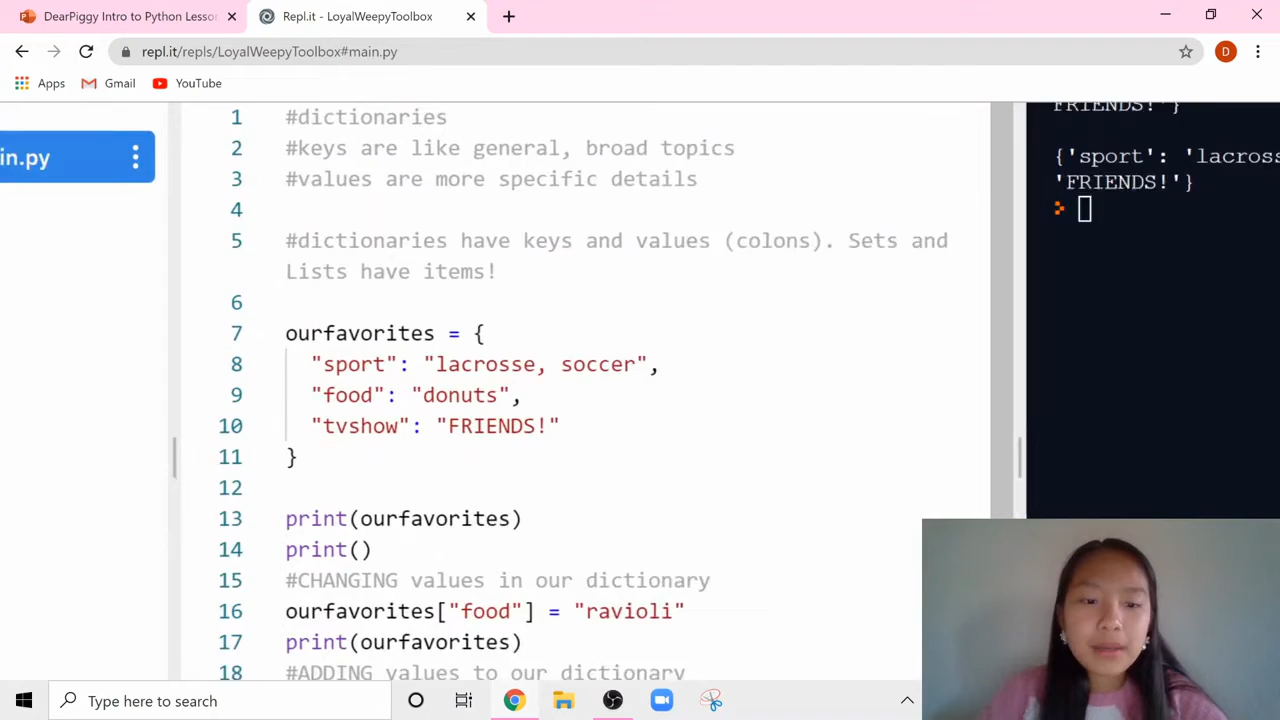 DearPiggy Intro to Python Lesso
Repl.it - LoyalWeepyToolbox
repl.it/repls/LoyalWeepyToolbox#main.py
D
Apps
Gmail
YouTube
in.py
1 #dictionaries
2 #keys are like general, broad topics
3 #values are more specific details
4
5 #dictionaries have keys and values (colons). Sets and
Lists have items!
6
7 ourfavorites = {
8 "sport": "lacrosse, soccer",
9 "food": "donuts",
10 "tvshow": "FRIENDS!"
11 }
12
13 print(ourfavorites)
14 print()
15 #CHANGING values in our dictionary
16 ourfavorites["food"] = "ravioli"
17 print(ourfavorites)
18 #ADDING values to our dictionary
FRIENDS!'}
{'sport': 'lacrosse
'FRIENDS!'}
>
Type here to search